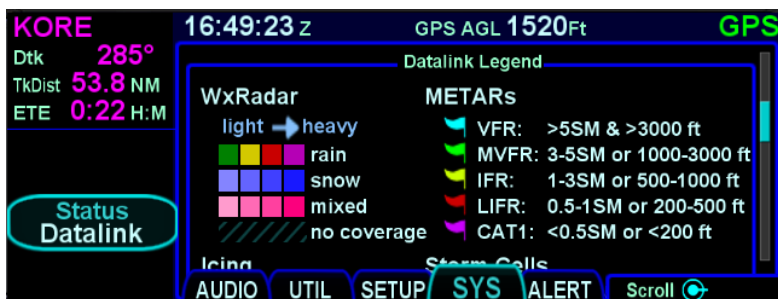 KORE 16:49:23 Z GPS AGL 1520Ft GPS
Dtk 285°
TkDist 53.8 NM
ETE 0:22 H:M
Status
Datalink
Datalink Legend
WxRadar
light heavy
rain
snow
mixed
no coverage
METARs
VFR: >5SM & >3000 ft
MVFR: 3-5SM or 1000-3000 ft
IFR: 1-3SM or 500-1000 ft
LIFR: 0.5-1SM or 200-500 ft
CAT1: <0.5SM or <200 ft
Icing
Storm Cells
AUDIO UTIL SETUP SYS ALERT Scroll